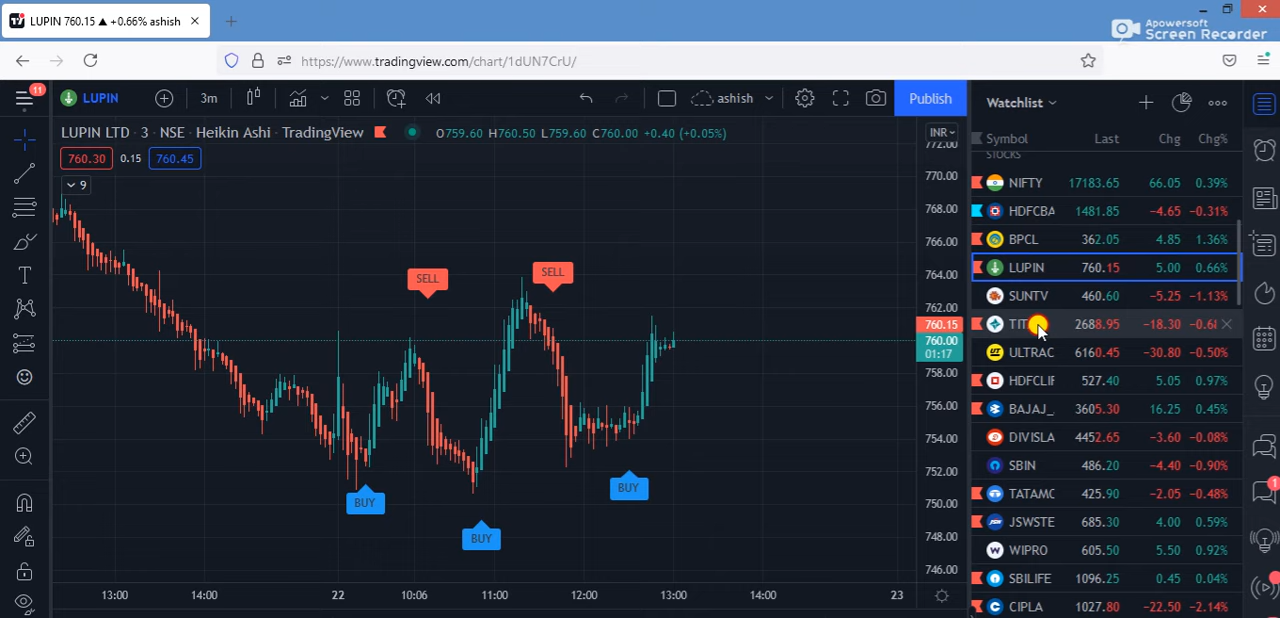 LUPIN 760.15 ▲ +0.66% ashish
Apowersoft
Screen Recorder
https://www.tradingview.com/chart/1dUN7CrU/
11
LUPIN
3m
ashish
Publish
Watchlist
LUPIN LTD · 3 · NSE · Heikin Ashi · TradingView
O759.60 H760.50 L759.60 C760.00 +0.40 (+0.05%)
INR
Symbol Last Chg Chg%
760.30 0.15 760.45
9
772.00
770.00
768.00
766.00
764.00
762.00
760.15
760.00
01:17
758.00
756.00
754.00
752.00
750.00
748.00
746.00
SELL
SELL
BUY
BUY
BUY
13:00 14:00 22 10:06 11:00 12:00 13:00 14:00 23
STOCKS
NIFTY 17183.65 66.05 0.39%
HDFCBA 1481.85 −4.65 −0.31%
BPCL 362.05 4.85 1.36%
LUPIN 760.15 5.00 0.66%
SUNTV 460.60 −5.25 −1.13%
TIT 2688.95 −18.30 −0.68
ULTRAC 6160.45 −30.80 −0.50%
HDFCLIF 527.40 5.05 0.97%
BAJAJ_ 3605.30 16.25 0.45%
DIVISLA 4452.65 −3.60 −0.08%
SBIN 486.20 −4.40 −0.90%
TATAMO 425.90 −2.05 −0.48%
JSWSTE 685.30 4.00 0.59%
WIPRO 605.50 5.50 0.92%
SBILIFE 1096.25 0.45 0.04%
CIPLA 1027.80 −22.50 −2.14%
1